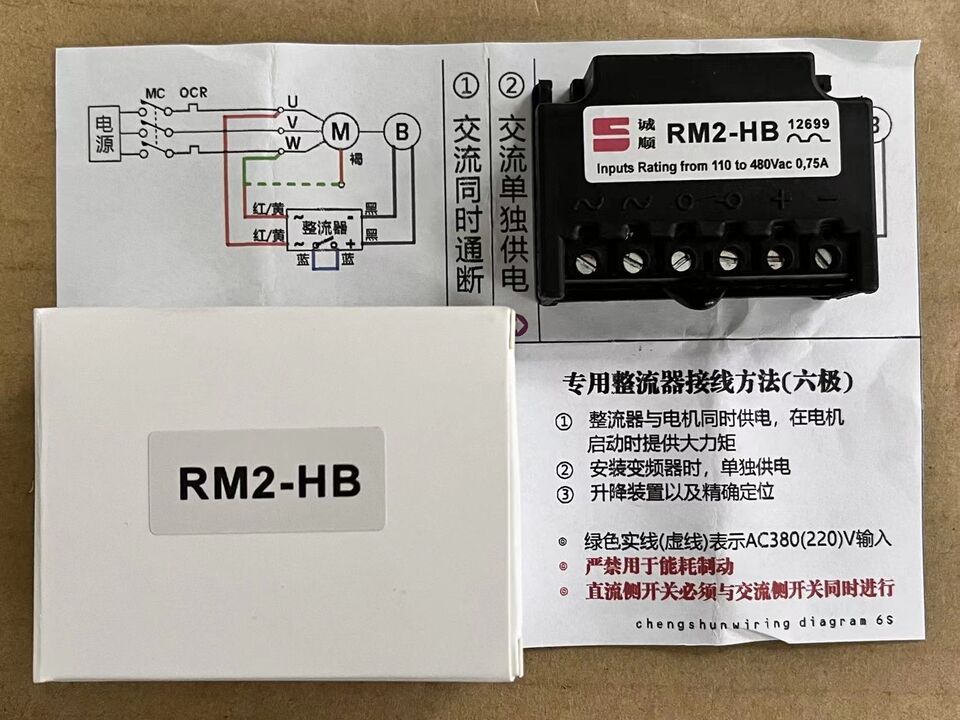 MC OCR
电源
U
V
W
M
B
褐
红/黄
红/黄
~ -
整流器
~ +
黑
黑
蓝 蓝
① 交流同时通断
② 交流单独供电
诚顺
RM2-HB
12699
Inputs Rating from 110 to 480Vac 0,75A
~ ~ + -
RM2-HB
专用整流器接线方法(六极)
① 整流器与电机同时供电，在电机
启动时提供大力矩
② 安装变频器时，单独供电
③ 升降装置以及精确定位
◎ 绿色实线(虚线)表示AC380(220)V输入
◎ 严禁用于能耗制动
◎ 直流侧开关必须与交流侧开关同时进行
chengshunwiring diagram 6S